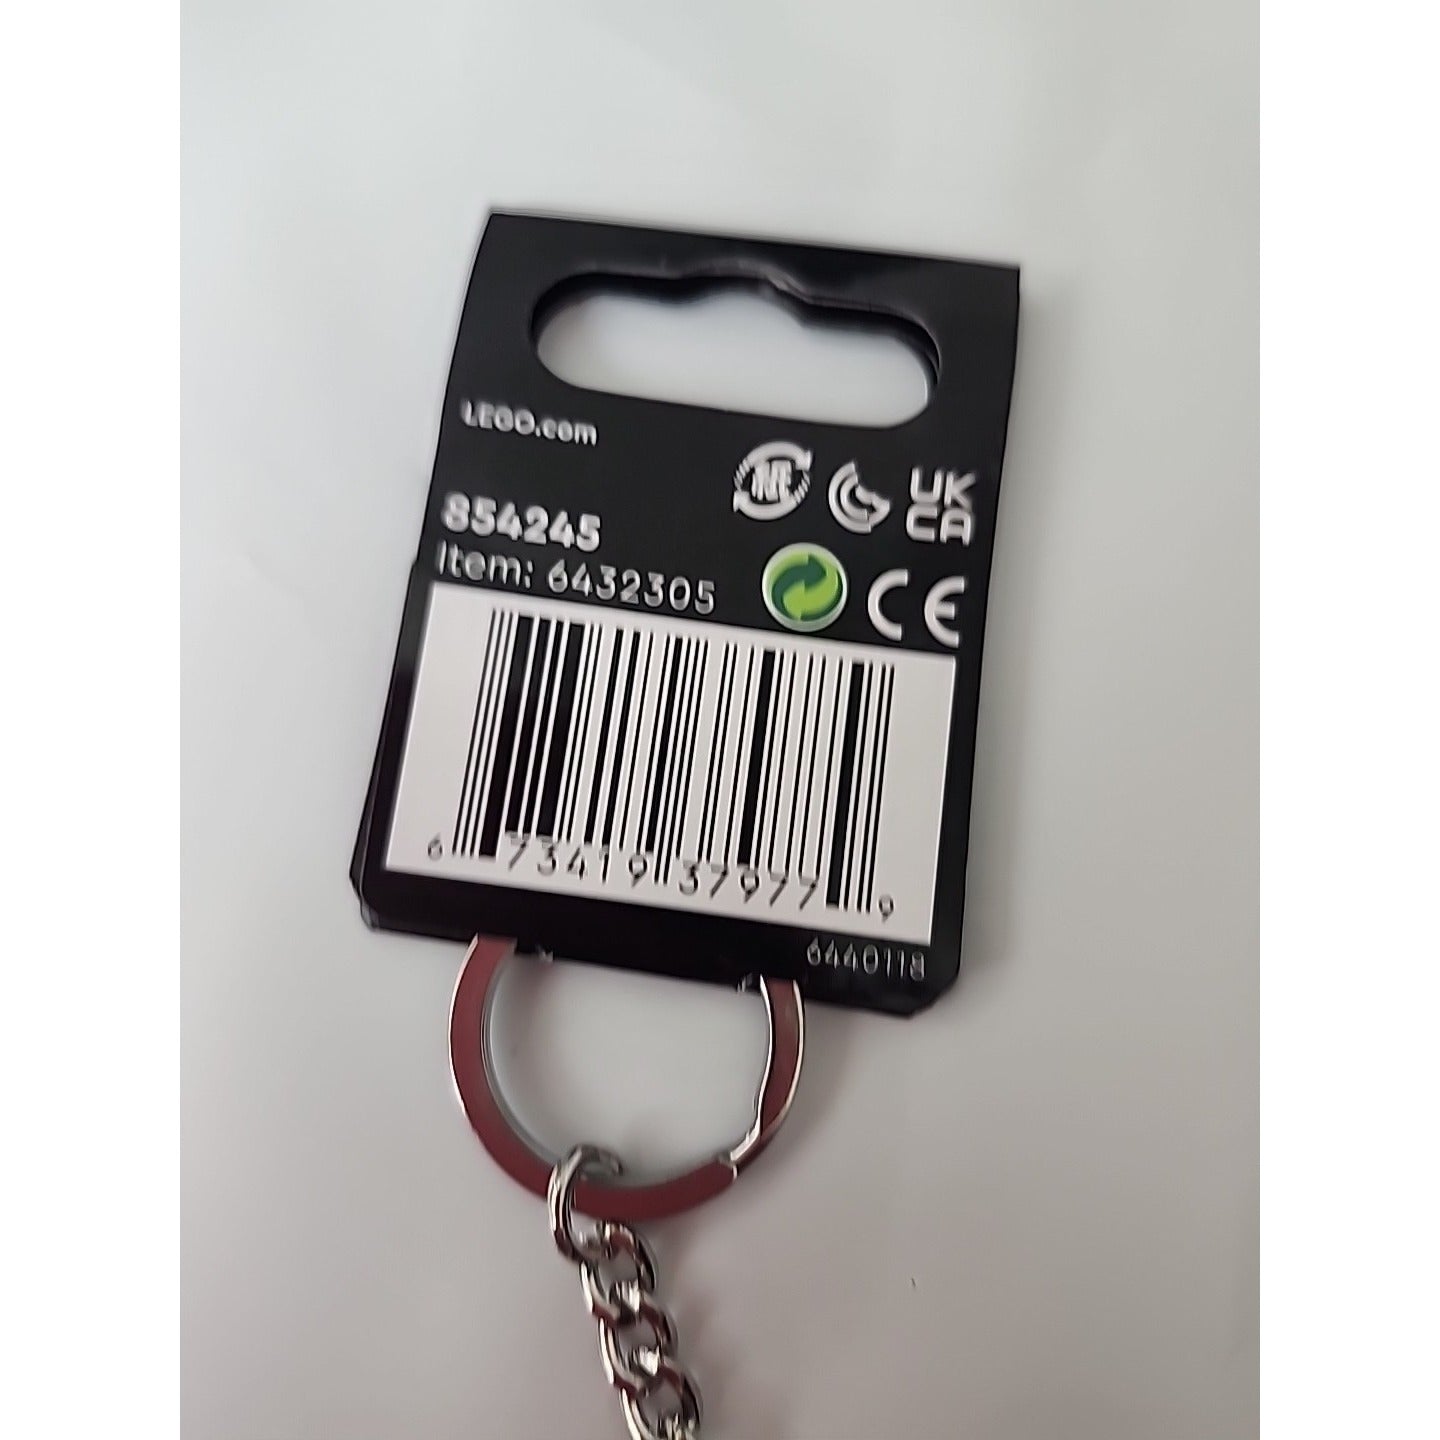 LEGO.com
UK
CA
854245
Item: 6432305
CE
6 73419 37977 9
6440118